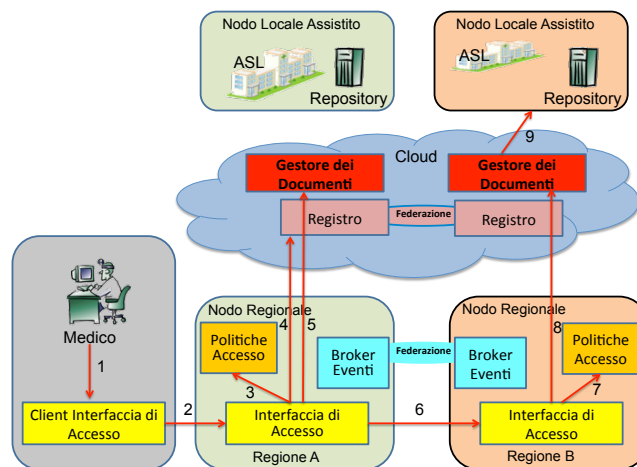 Nodo Locale Assistito
ASL
Repository
Nodo Locale Assistito
ASL
Repository
9
Cloud
Gestore dei
Documenti
Gestore dei
Documenti
Registro
Federazione
Registro
Medico
1
Client Interfaccia di
Accesso
2
Nodo Regionale
4
5
Politiche
Accesso
3
Broker
Eventi
Federazione
Interfaccia di
Accesso
Regione A
6
Nodo Regionale
8
Politiche
Accesso
Broker
Eventi
7
Interfaccia di
Accesso
Regione B